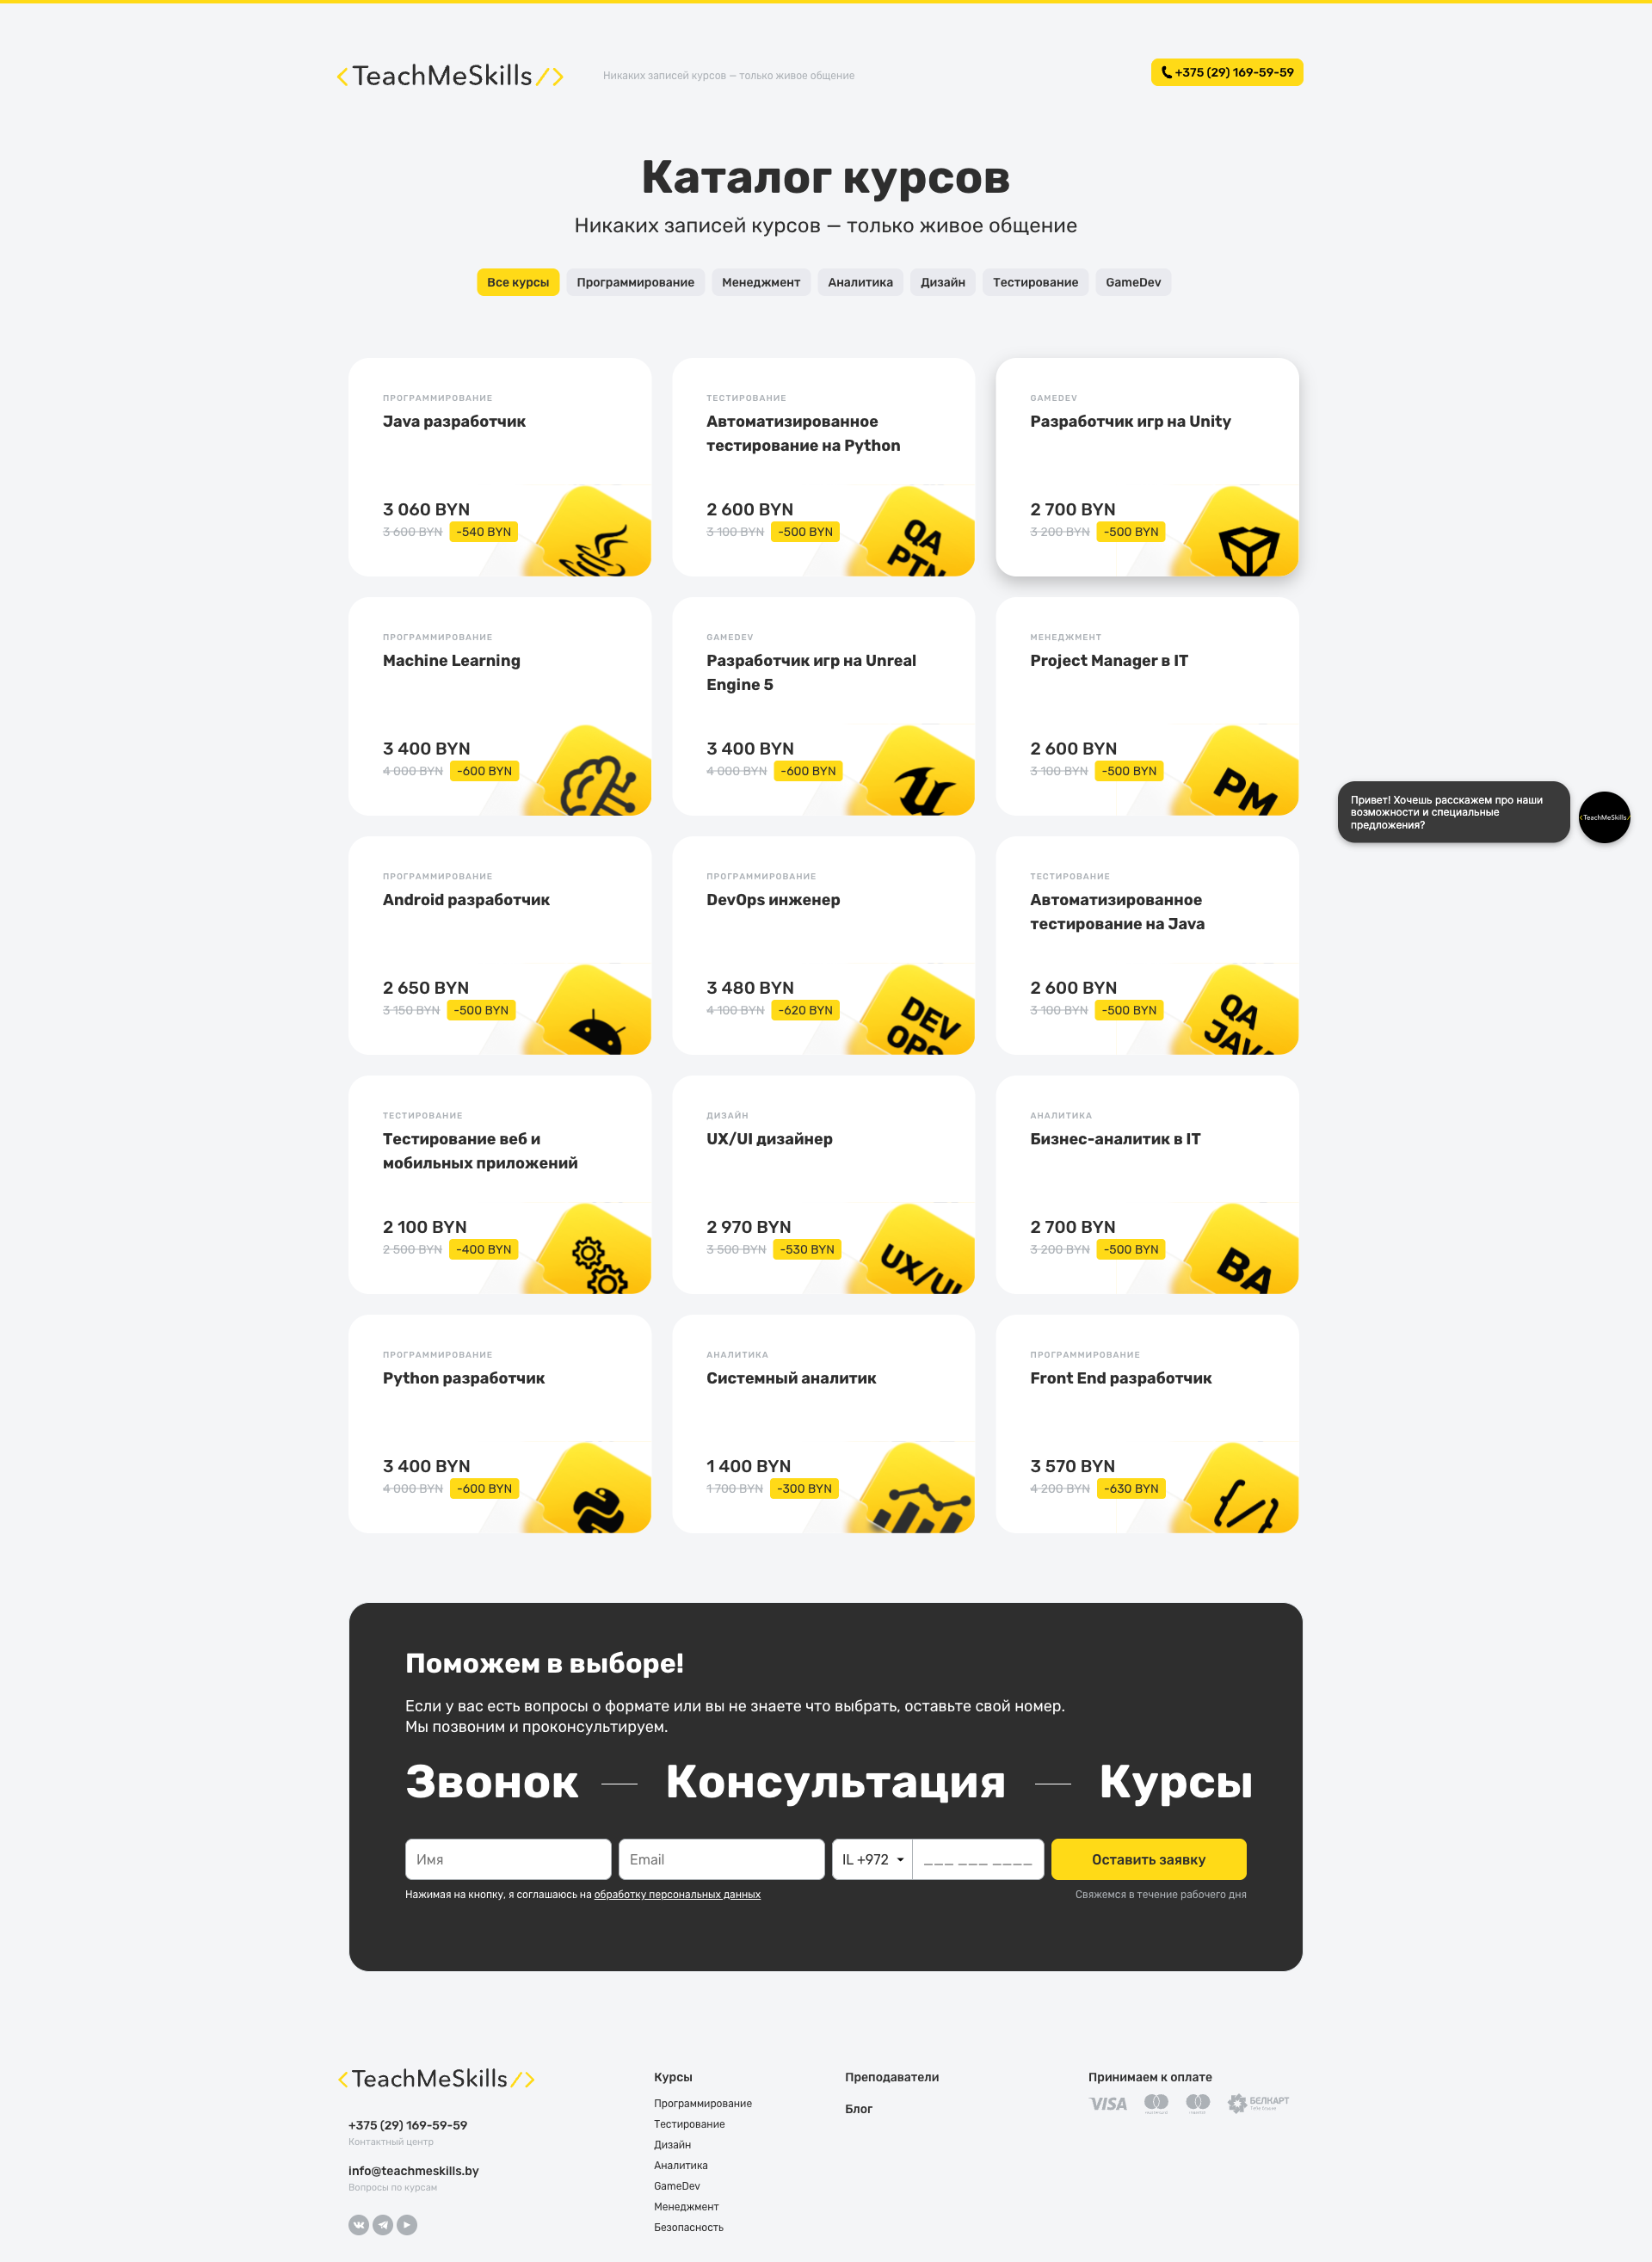 <TeachMeSkills/>
Никаких записей курсов — только живое общение
+375 (29) 169-59-59
Каталог курсов
Никаких записей курсов — только живое общение
Все курсы
Программирование
Менеджмент
Аналитика
Дизайн
Тестирование
GameDev
ПРОГРАММИРОВАНИЕ
Java разработчик
3 060 BYN
3 600 BYN
-540 BYN
ТЕСТИРОВАНИЕ
Автоматизированное
тестирование на Python
2 600 BYN
3 100 BYN
-500 BYN
QA
PTN
GAMEDEV
Разработчик игр на Unity
2 700 BYN
3 200 BYN
-500 BYN
ПРОГРАММИРОВАНИЕ
Machine Learning
3 400 BYN
4 000 BYN
-600 BYN
GAMEDEV
Разработчик игр на Unreal
Engine 5
3 400 BYN
4 000 BYN
-600 BYN
МЕНЕДЖМЕНТ
Project Manager в IT
2 600 BYN
3 100 BYN
-500 BYN
PM
Привет! Хочешь расскажем про наши
возможности и специальные
предложения?
<TeachMeSkills/
ПРОГРАММИРОВАНИЕ
Android разработчик
2 650 BYN
3 150 BYN
-500 BYN
ПРОГРАММИРОВАНИЕ
DevOps инженер
3 480 BYN
4 100 BYN
-620 BYN
DEV
OPS
ТЕСТИРОВАНИЕ
Автоматизированное
тестирование на Java
2 600 BYN
3 100 BYN
-500 BYN
QA
JAVA
ТЕСТИРОВАНИЕ
Тестирование веб и
мобильных приложений
2 100 BYN
2 500 BYN
-400 BYN
ДИЗАЙН
UX/UI дизайнер
2 970 BYN
3 500 BYN
-530 BYN
UX/UI
АНАЛИТИКА
Бизнес-аналитик в IT
2 700 BYN
3 200 BYN
-500 BYN
BA
ПРОГРАММИРОВАНИЕ
Python разработчик
3 400 BYN
4 000 BYN
-600 BYN
АНАЛИТИКА
Системный аналитик
1 400 BYN
1 700 BYN
-300 BYN
ПРОГРАММИРОВАНИЕ
Front End разработчик
3 570 BYN
4 200 BYN
-630 BYN
{/}
Поможем в выборе!
Если у вас есть вопросы о формате или вы не знаете что выбрать, оставьте свой номер.
Мы позвоним и проконсультируем.
Звонок — Консультация — Курсы
Имя
Email
IL +972
___ ___ ____
Оставить заявку
Нажимая на кнопку, я соглашаюсь на обработку персональных данных
Свяжемся в течение рабочего дня
<TeachMeSkills/>
+375 (29) 169-59-59
Контактный центр
info@teachmeskills.by
Вопросы по курсам
Курсы
Программирование
Тестирование
Дизайн
Аналитика
GameDev
Менеджмент
Безопасность
Преподаватели
Блог
Принимаем к оплате
VISA
БЕЛКАРТ